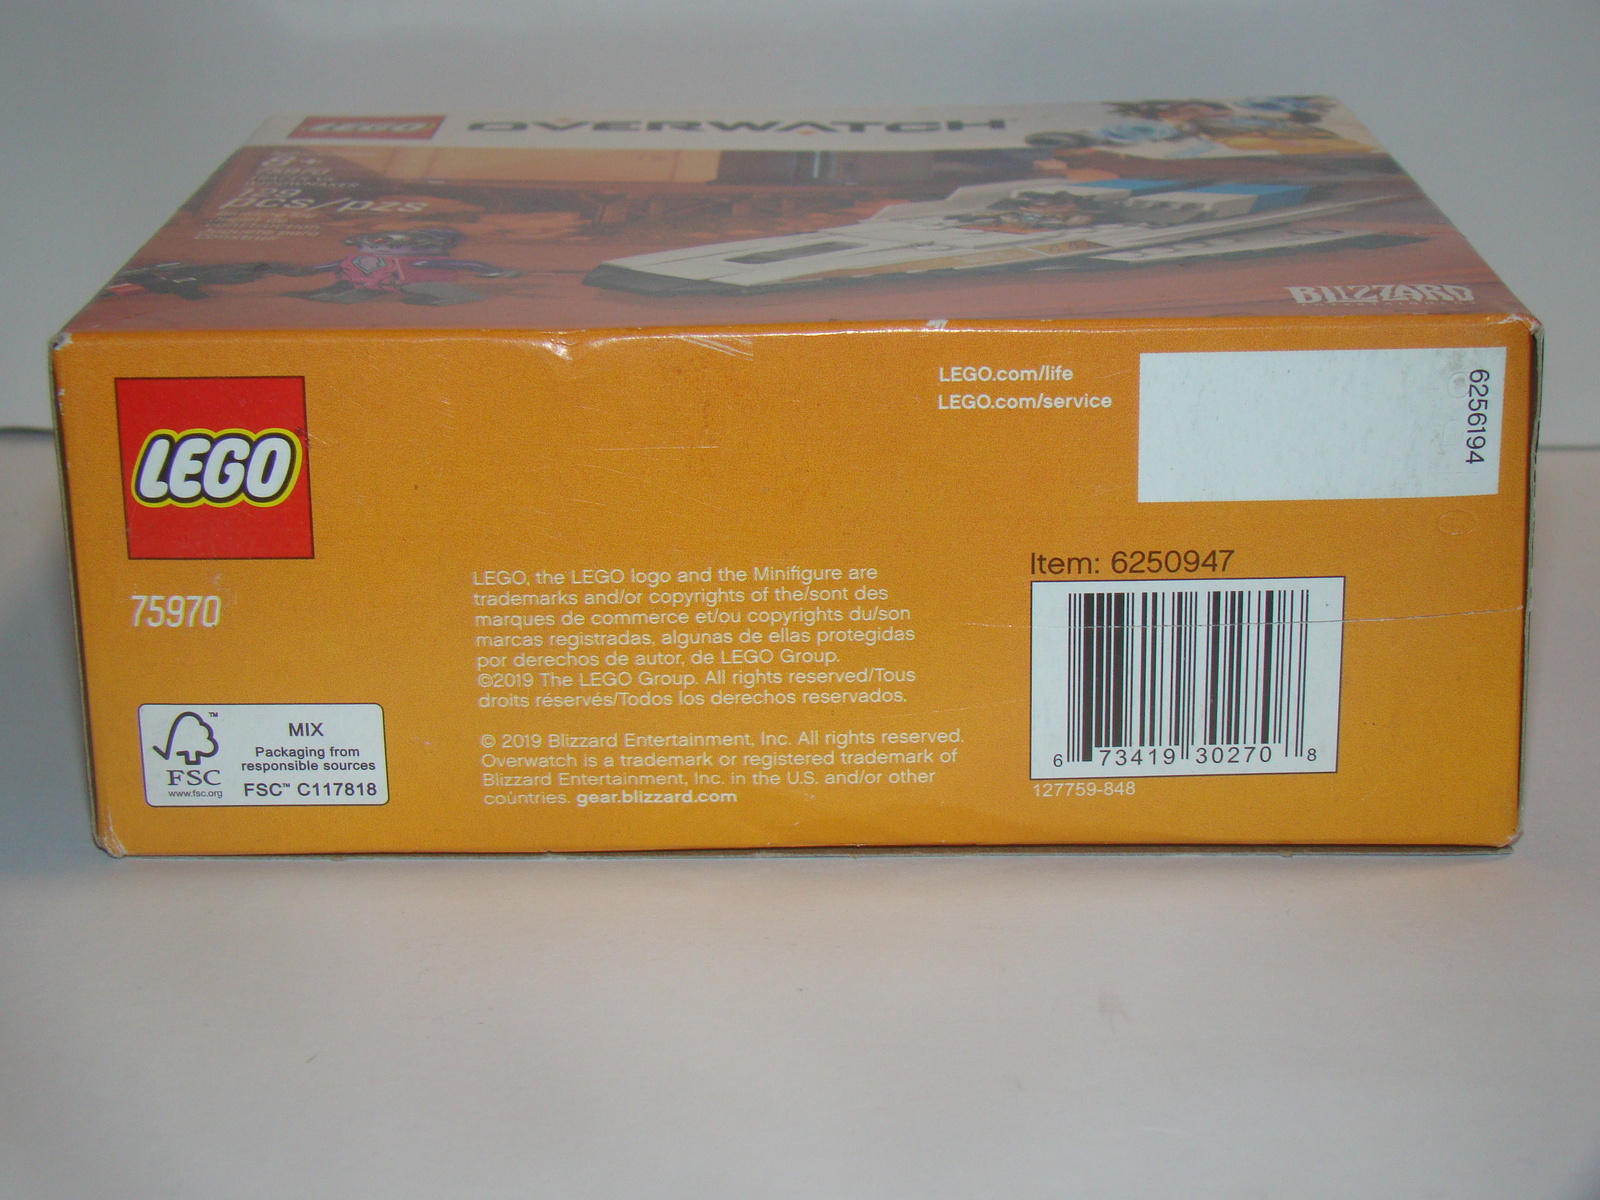 LEGO OVERWATCH
8+
75970
pcs/pzs
BLIZZARD
LEGO
75970
LEGO.com/life
LEGO.com/service
6256194
Item: 6250947
6 73419 30270 8
127759-848
LEGO, the LEGO logo and the Minifigure are
trademarks and/or copyrights of the/sont des
marques de commerce et/ou copyrights du/son
marcas registradas, algunas de ellas protegidas
por derechos de autor, de LEGO Group.
©2019 The LEGO Group. All rights reserved/Tous
droits réservés/Todos los derechos reservados.
© 2019 Blizzard Entertainment, Inc. All rights reserved.
Overwatch is a trademark or registered trademark of
Blizzard Entertainment, Inc. in the U.S. and/or other
countries. gear.blizzard.com
MIX
Packaging from
responsible sources
FSC™ C117818
™
FSC
www.fsc.org